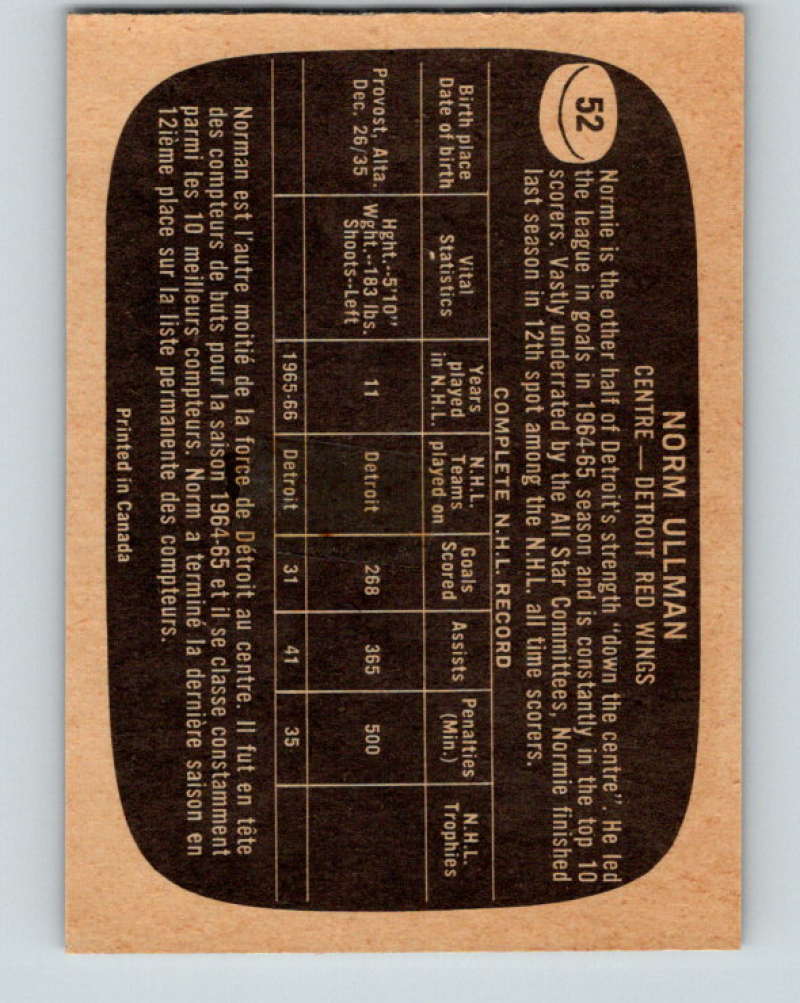 52
NORM ULLMAN
CENTRE — DETROIT RED WINGS
Normie is the other half of Detroit's strength "down the centre". He led
the league in goals in 1964-65 season and is constantly in the top 10
scorers. Vastly underrated by the All Star Committees, Normie finished
last season in 12th spot among the N.H.L. all time scorers.
COMPLETE N.H.L. RECORD
Birth place
Date of birth
Vital
Statistics
Years
played
in N.H.L.
N.H.L.
Teams
played on
Goals
Scored
Assists
Penalties
(Min.)
N.H.L.
Trophies
Provost, Alta.
Dec. 26/35
Hght.--5'10"
Wght.--183 lbs.
Shoots--Left
11
Detroit
268
365
500
1965-66
Detroit
31
41
35
Norman est l'autre moitié de la force de Détroit au centre. Il fut en tête
des compteurs de buts pour la saison 1964-65 et il se classe constamment
parmi les 10 meilleurs compteurs. Norm a terminé la dernière saison en
12ième place sur la liste permanente des compteurs.
Printed in Canada